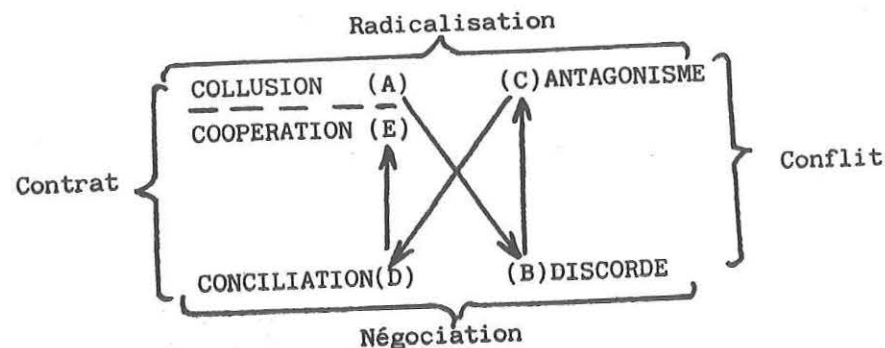 Radicalisation
COLLUSION (A) (C)ANTAGONISME
COOPERATION (E)
Contrat
Conflit
CONCILIATION(D) (B)DISCORDE
Négociation